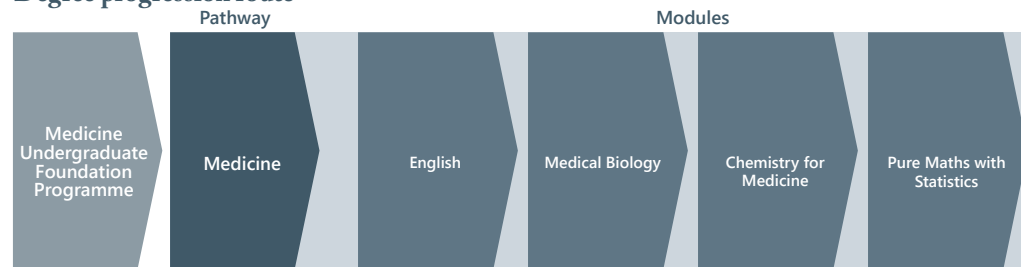 Degree progression route
Pathway
Modules
Medicine
Undergraduate
Foundation
Programme
Medicine
English
Medical Biology
Chemistry for
Medicine
Pure Maths with
Statistics